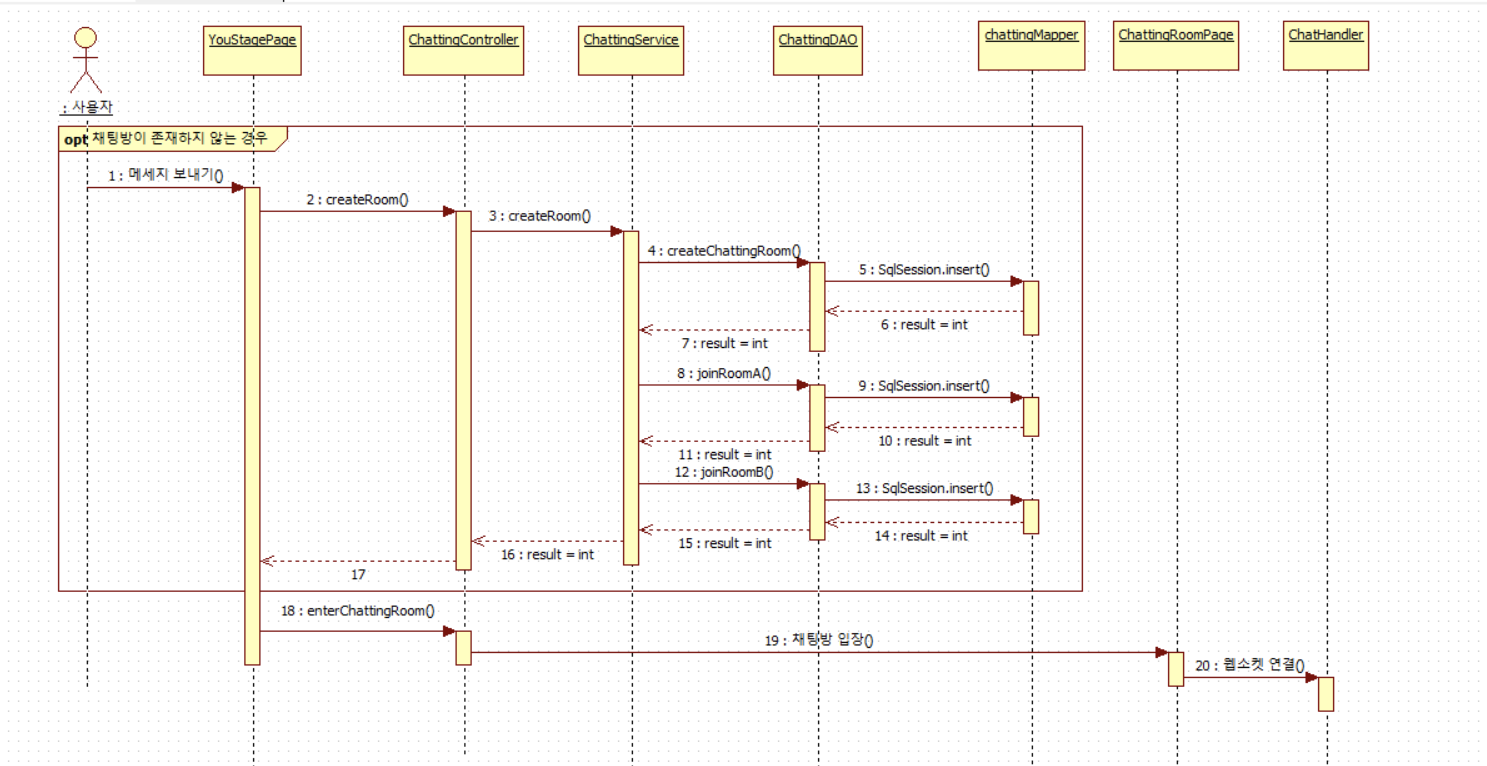 YouStagePage
ChattingController
ChattingService
ChattingDAO
chattingMapper
ChattingRoomPage
ChatHandler
: 사용자
opt 채팅방이 존재하지 않는 경우
1 : 메세지 보내기()
2 : createRoom()
3 : createRoom()
4 : createChattingRoom()
5 : SqlSession.insert()
6 : result = int
7 : result = int
8 : joinRoomA()
9 : SqlSession.insert()
10 : result = int
11 : result = int
12 : joinRoomB()
13 : SqlSession.insert()
14 : result = int
15 : result = int
16 : result = int
17
18 : enterChattingRoom()
19 : 채팅방 입장()
20 : 웹소켓 연결()